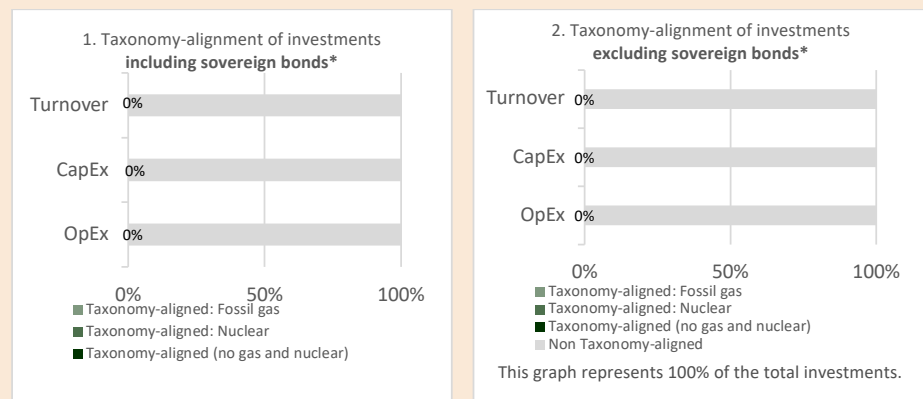 1. Taxonomy-alignment of investments
including sovereign bonds*
Turnover 0%
CapEx 0%
OpEx 0%
0% 50% 100%
Taxonomy-aligned: Fossil gas
Taxonomy-aligned: Nuclear
Taxonomy-aligned (no gas and nuclear)
2. Taxonomy-alignment of investments
excluding sovereign bonds*
Turnover 0%
CapEx 0%
OpEx 0%
0% 50% 100%
Taxonomy-aligned: Fossil gas
Taxonomy-aligned: Nuclear
Taxonomy-aligned (no gas and nuclear)
Non Taxonomy-aligned
This graph represents 100% of the total investments.